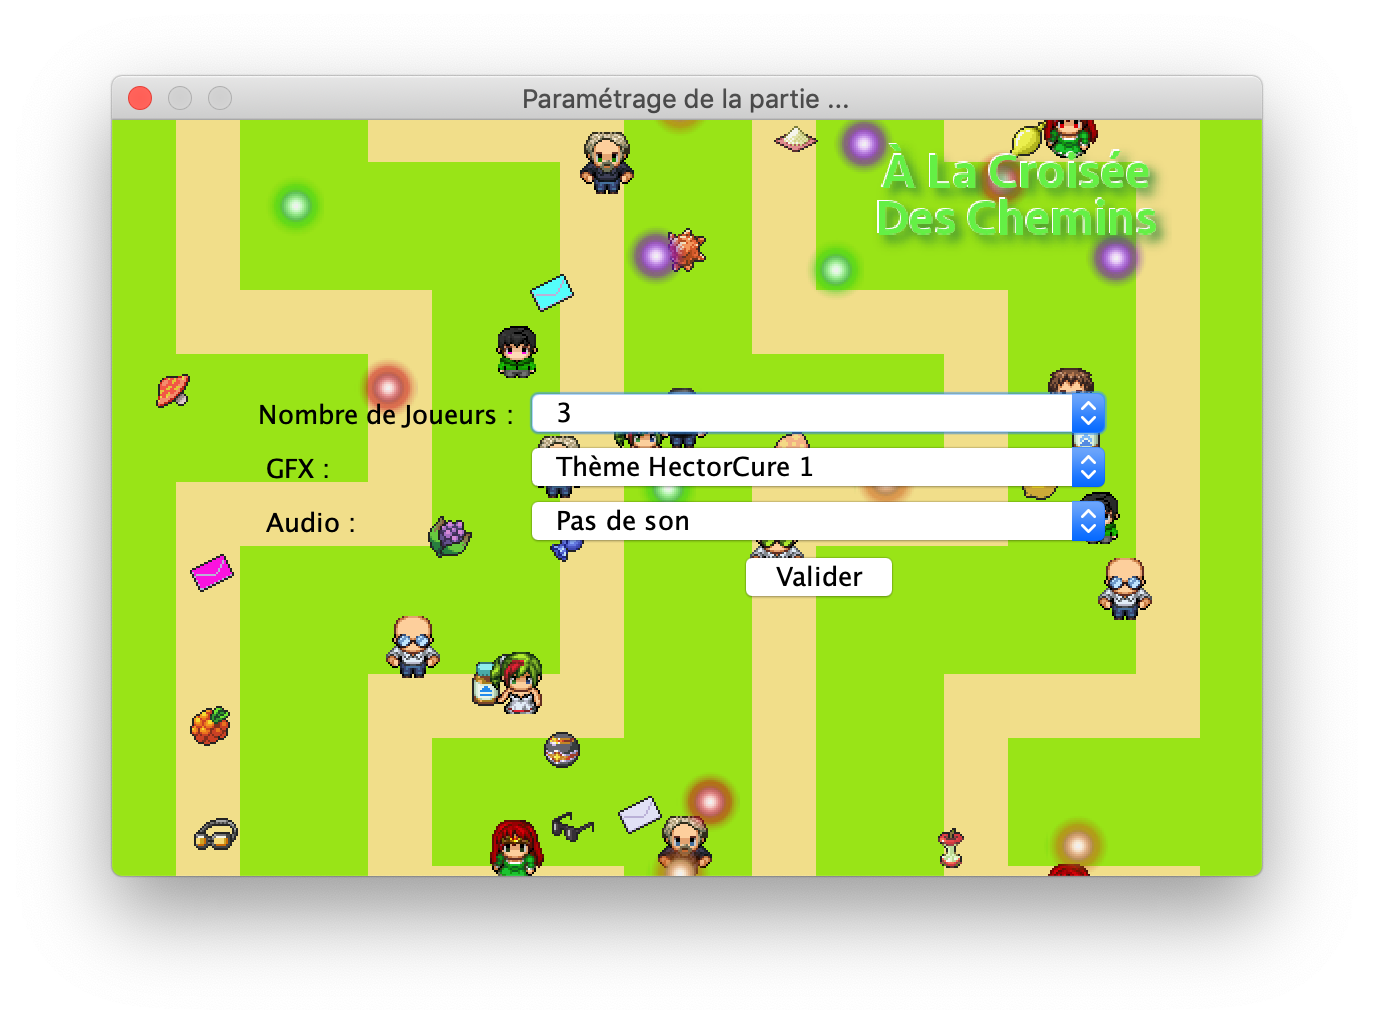 Paramétrage de la partie ...
À La Croisée
Des Chemins
Nombre de Joueurs : 3
GFX : Thème HectorCure 1
Audio : Pas de son
Valider